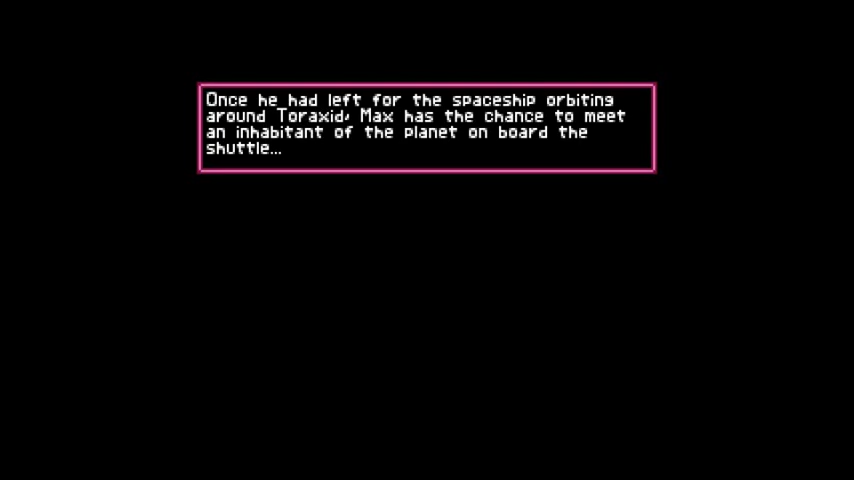 Once he had left for the spaceship orbiting
around Toraxid, Max has the chance to meet
an inhabitant of the planet on board the
shuttle...